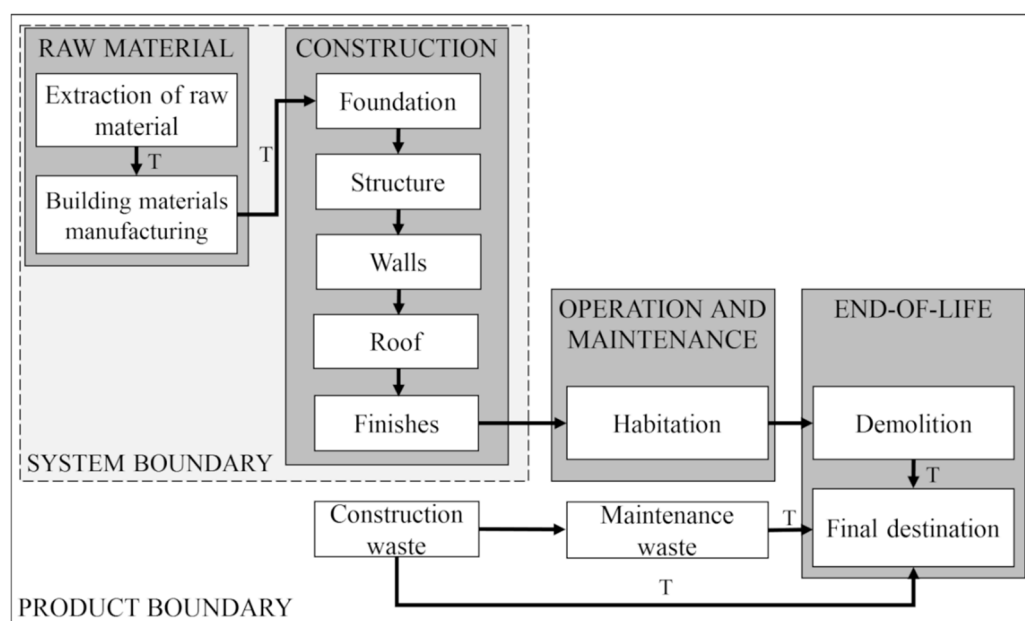 RAW MATERIAL
Extraction of raw
material
T
Building materials
manufacturing
T
CONSTRUCTION
Foundation
Structure
Walls
Roof
Finishes
SYSTEM BOUNDARY
OPERATION AND
MAINTENANCE
Habitation
END-OF-LIFE
Demolition
T
Final destination
Construction
waste
Maintenance
waste
T
T
PRODUCT BOUNDARY